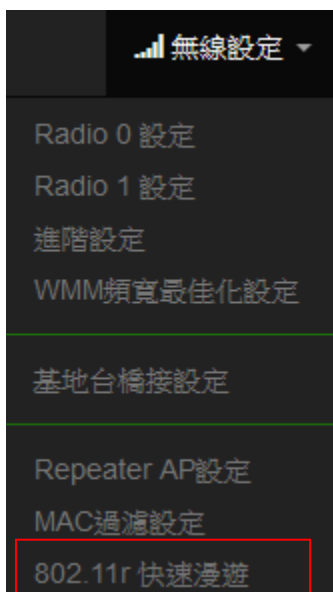 無線設定
Radio 0 設定
Radio 1 設定
進階設定
WMM頻寬最佳化設定
基地台橋接設定
Repeater AP設定
MAC過濾設定
802.11r 快速漫遊